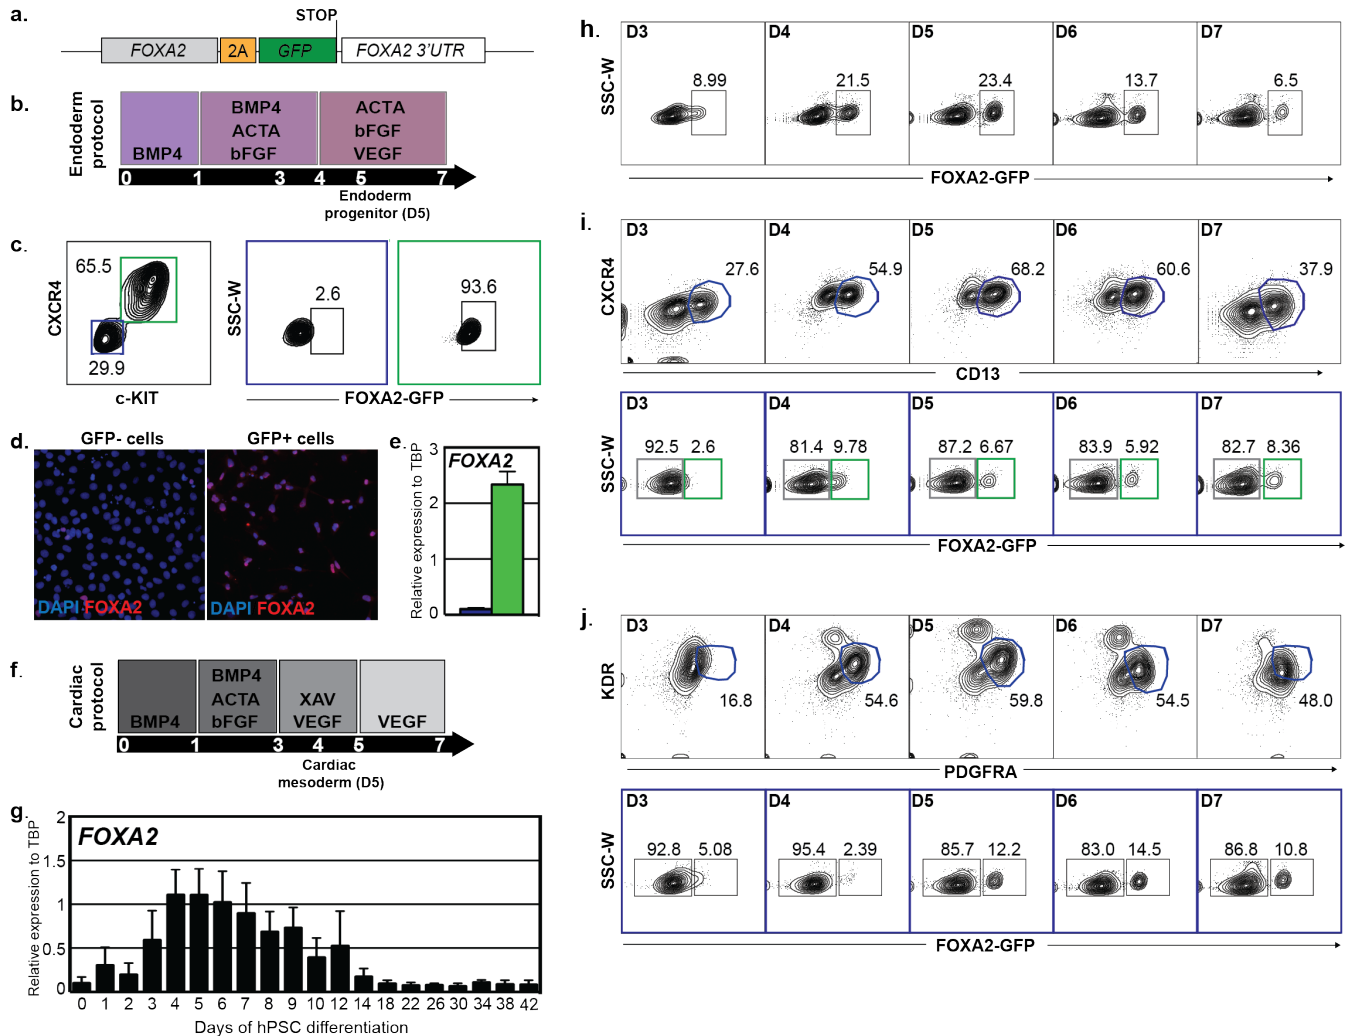 a.
STOP
FOXA2
2A
GFP
FOXA2 3'UTR
b.
Endoderm
protocol
BMP4
BMP4
ACTA
bFGF
ACTA
bFGF
VEGF
0 1 3 4 5 7
Endoderm
progenitor (D5)
c.
CXCR4
65.5
29.9
c-KIT
SSC-W
2.6
93.6
FOXA2-GFP
d.
GFP- cells
GFP+ cells
DAPI FOXA2
DAPI FOXA2
e.
FOXA2
Relative expression to TBP
3
2
1
0
f.
Cardiac
protocol
BMP4
BMP4
ACTA
bFGF
XAV
VEGF
VEGF
0 1 3 4 5 7
Cardiac
mesoderm (D5)
g.
FOXA2
Relative expression to TBP
2
1.5
1
0.5
0
0 1 2 3 4 5 6 7 8 9 10 12 14 18 22 26 30 34 38 42
Days of hPSC differentiation
h.
SSC-W
D3 D4 D5 D6 D7
8.99 21.5 23.4 13.7 6.5
FOXA2-GFP
i.
CXCR4
D3 D4 D5 D6 D7
27.6 54.9 68.2 60.6 37.9
CD13
SSC-W
D3 D4 D5 D6 D7
92.5 2.6 81.4 9.78 87.2 6.67 83.9 5.92 82.7 8.36
FOXA2-GFP
j.
KDR
D3 D4 D5 D6 D7
16.8 54.6 59.8 54.5 48.0
PDGFRA
SSC-W
D3 D4 D5 D6 D7
92.8 5.08 95.4 2.39 85.7 12.2 83.0 14.5 86.8 10.8
FOXA2-GFP